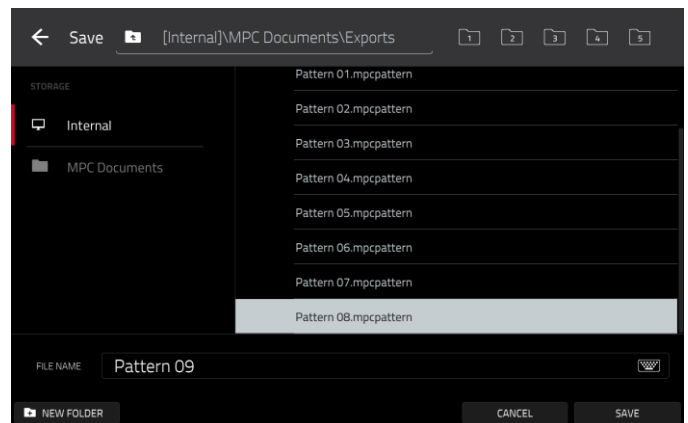 Save [Internal]\MPC Documents\Exports 1 2 3 4 5
STORAGE
Internal
MPC Documents
Pattern 01.mpcpattern
Pattern 02.mpcpattern
Pattern 03.mpcpattern
Pattern 04.mpcpattern
Pattern 05.mpcpattern
Pattern 06.mpcpattern
Pattern 07.mpcpattern
Pattern 08.mpcpattern
FILE NAME Pattern 09
NEW FOLDER CANCEL SAVE